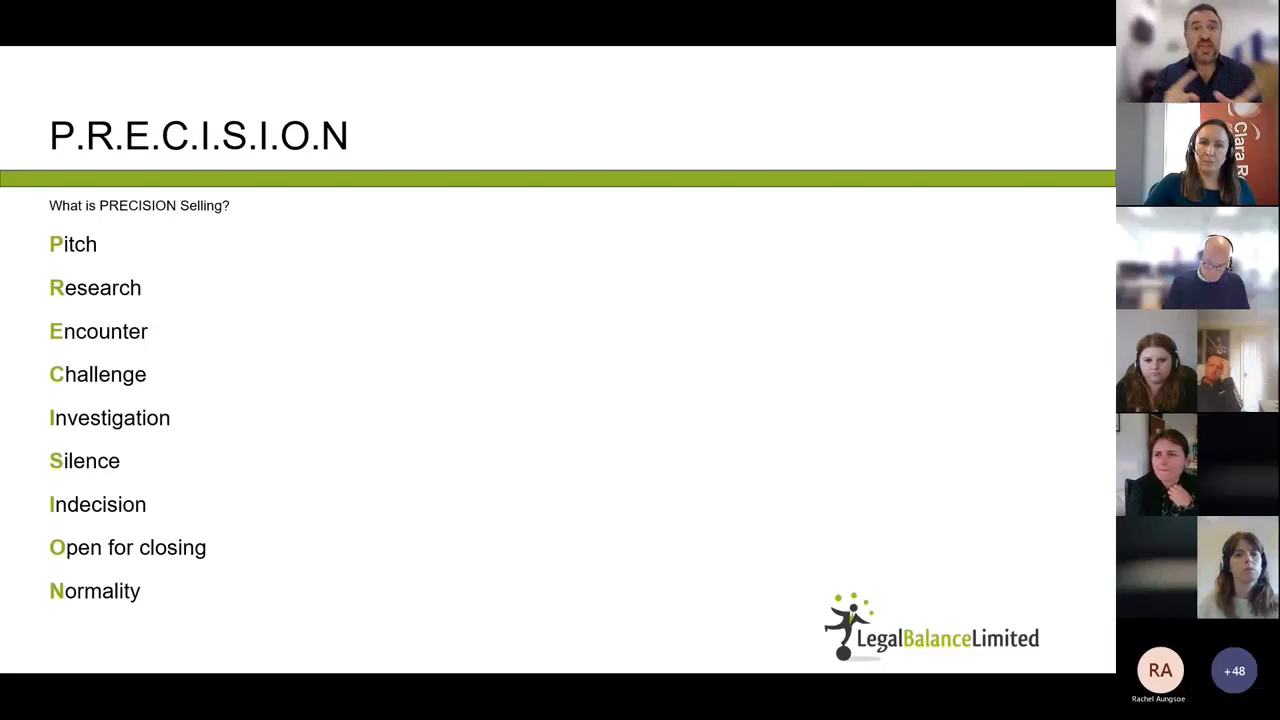 P.R.E.C.I.S.I.O.N
What is PRECISION Selling?
Pitch
Research
Encounter
Challenge
Investigation
Silence
Indecision
Open for closing
Normality
LegalBalanceLimited
Clara R
RA
+48
Rachel Aungsoe